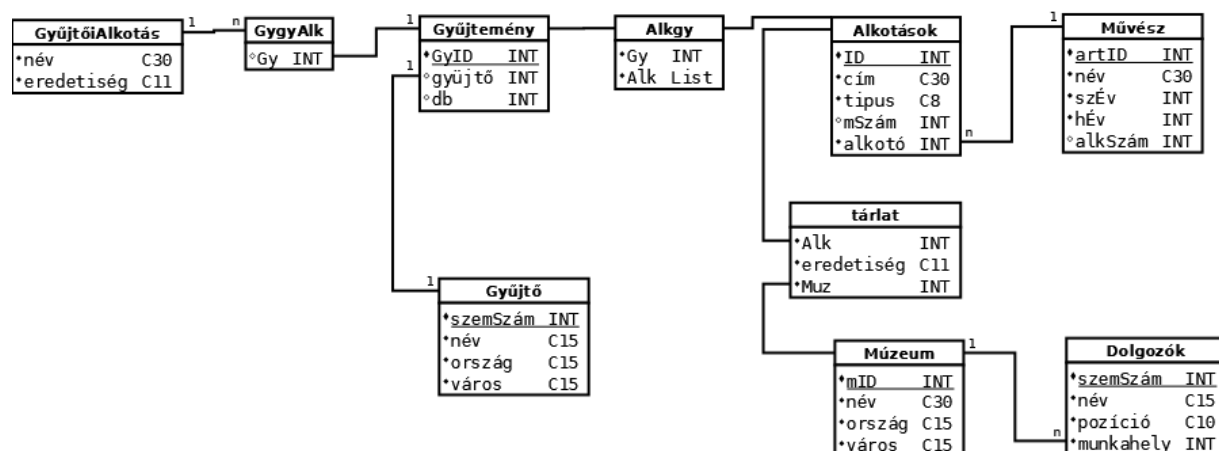 GyűjtőiAlkotás
név C30
eredetiség C11
1
n
GygyAlk
Gy INT
1
Gyűjtemény
GyID INT
gyüjtő INT
db INT
1
Alkgy
Gy INT
Alk List
Alkotások
ID INT
cím C30
tipus C8
mSzám INT
alkotó INT
n
1
Művész
artID INT
név C30
szÉv INT
hÉv INT
alkSzám INT
tárlat
Alk INT
eredetiség C11
Muz INT
1
Gyűjtő
szemSzám INT
név C15
ország C15
város C15
Múzeum
mID INT
név C30
ország C15
város C15
1
n
Dolgozók
szemSzám INT
név C15
pozíció C10
munkahely INT